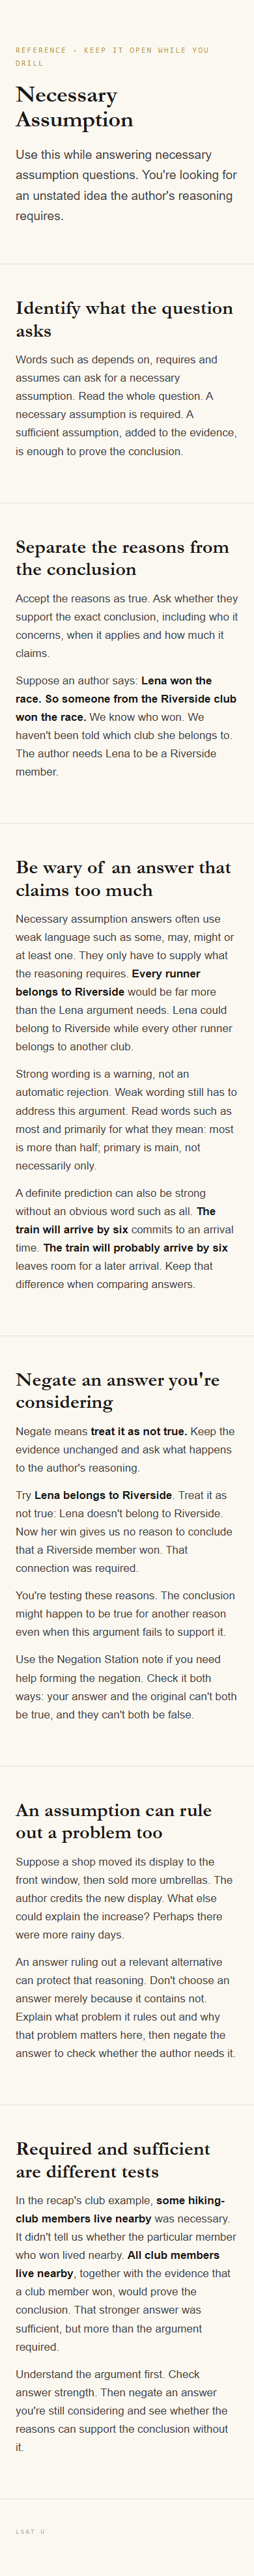 REFERENCE · KEEP IT OPEN WHILE YOU
DRILL
Necessary
Assumption
Use this while answering necessary
assumption questions. You're looking for
an unstated idea the author's reasoning
requires.
Identify what the question
asks
Words such as depends on, requires and
assumes can ask for a necessary
assumption. Read the whole question. A
necessary assumption is required. A
sufficient assumption, added to the evidence,
is enough to prove the conclusion.
Separate the reasons from
the conclusion
Accept the reasons as true. Ask whether they
support the exact conclusion, including who it
concerns, when it applies and how much it
claims.
Suppose an author says: Lena won the
race. So someone from the Riverside club
won the race. We know who won. We
haven't been told which club she belongs to.
The author needs Lena to be a Riverside
member.
Be wary of an answer that
claims too much
Necessary assumption answers often use
weak language such as some, may, might or
at least one. They only have to supply what
the reasoning requires. Every runner
belongs to Riverside would be far more
than the Lena argument needs. Lena could
belong to Riverside while every other runner
belongs to another club.
Strong wording is a warning, not an
automatic rejection. Weak wording still has to
address this argument. Read words such as
most and primarily for what they mean: most
is more than half; primary is main, not
necessarily only.
A definite prediction can also be strong
without an obvious word such as all. The
train will arrive by six commits to an arrival
time. The train will probably arrive by six
leaves room for a later arrival. Keep that
difference when comparing answers.
Negate an answer you're
considering
Negate means treat it as not true. Keep the
evidence unchanged and ask what happens
to the author's reasoning.
Try Lena belongs to Riverside. Treat it as
not true: Lena doesn't belong to Riverside.
Now her win gives us no reason to conclude
that a Riverside member won. That
connection was required.
You're testing these reasons. The conclusion
might happen to be true for another reason
even when this argument fails to support it.
Use the Negation Station note if you need
help forming the negation. Check it both
ways: your answer and the original can't both
be true, and they can't both be false.
An assumption can rule
out a problem too
Suppose a shop moved its display to the
front window, then sold more umbrellas. The
author credits the new display. What else
could explain the increase? Perhaps there
were more rainy days.
An answer ruling out a relevant alternative
can protect that reasoning. Don't choose an
answer merely because it contains not.
Explain what problem it rules out and why
that problem matters here, then negate the
answer to check whether the author needs it.
Required and sufficient
are different tests
In the recap's club example, some hiking-
club members live nearby was necessary.
It didn't tell us whether the particular member
who won lived nearby. All club members
live nearby, together with the evidence that
a club member won, would prove the
conclusion. That stronger answer was
sufficient, but more than the argument
required.
Understand the argument first. Check
answer strength. Then negate an answer
you're still considering and see whether the
reasons can support the conclusion without
it.
LSAT U